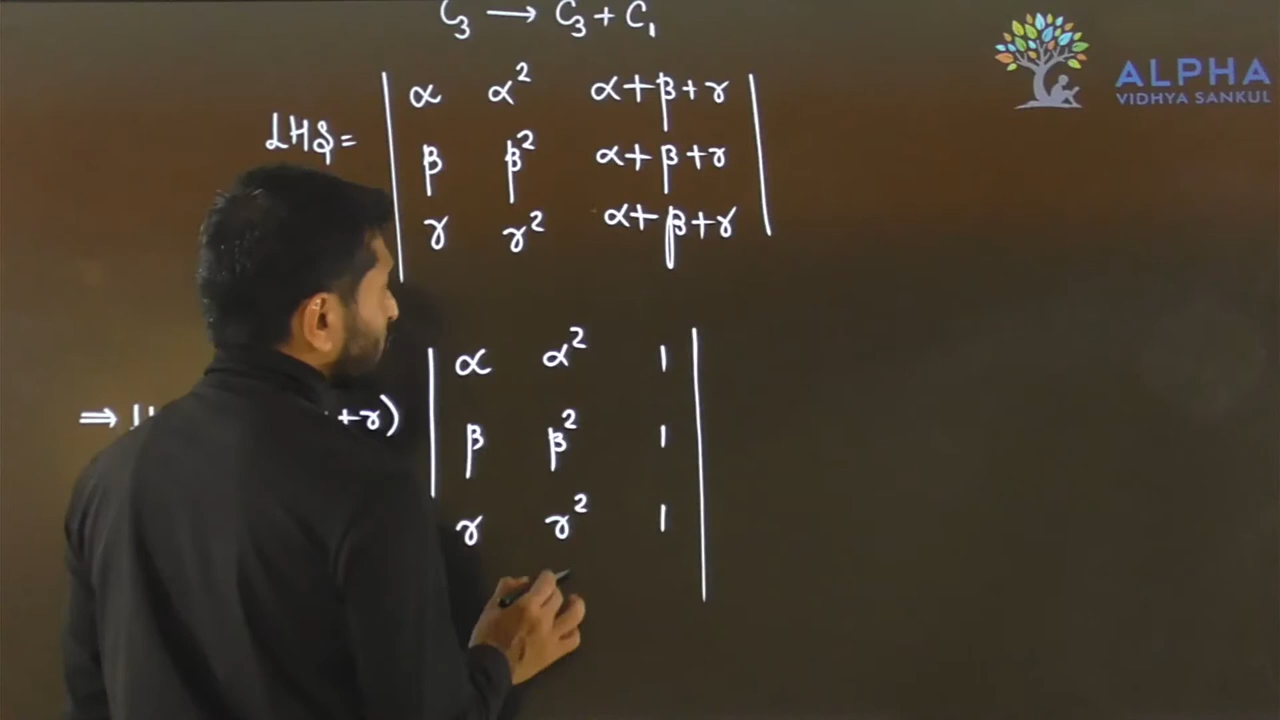 C₃ → C₃ + C₁
ALPHA
VIDHYA SANKUL
LHS = | α α² α+β+γ |
| β β² α+β+γ |
| γ γ² α+β+γ |
⇒ +γ) | α α² 1 |
| β β² 1 |
| γ γ² 1 |